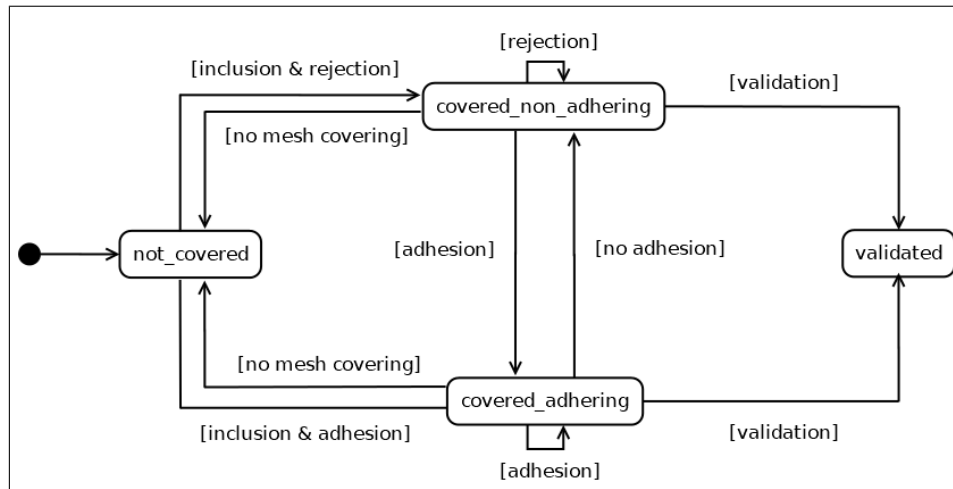 [rejection]
[inclusion & rejection]
[validation]
covered_non_adhering
[no mesh covering]
[adhesion]
[no adhesion]
not_covered
validated
[no mesh covering]
covered_adhering
[inclusion & adhesion]
[validation]
[adhesion]